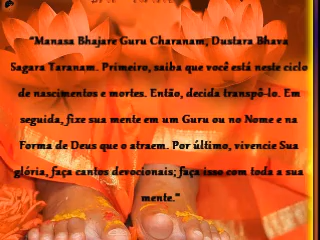 "Manasa Bhajare Guru Charanam, Dustara Bhava
Sagara Taranam. Primeiro, saiba que você está neste ciclo
de nascimentos e mortes. Então, decida transpô-lo. Em
seguida, fixe sua mente em um Guru ou no Nome e na
Forma de Deus que o atraem. Por último, vivencie Sua
glória, faça cantos devocionais; faça isso com toda a sua
mente."